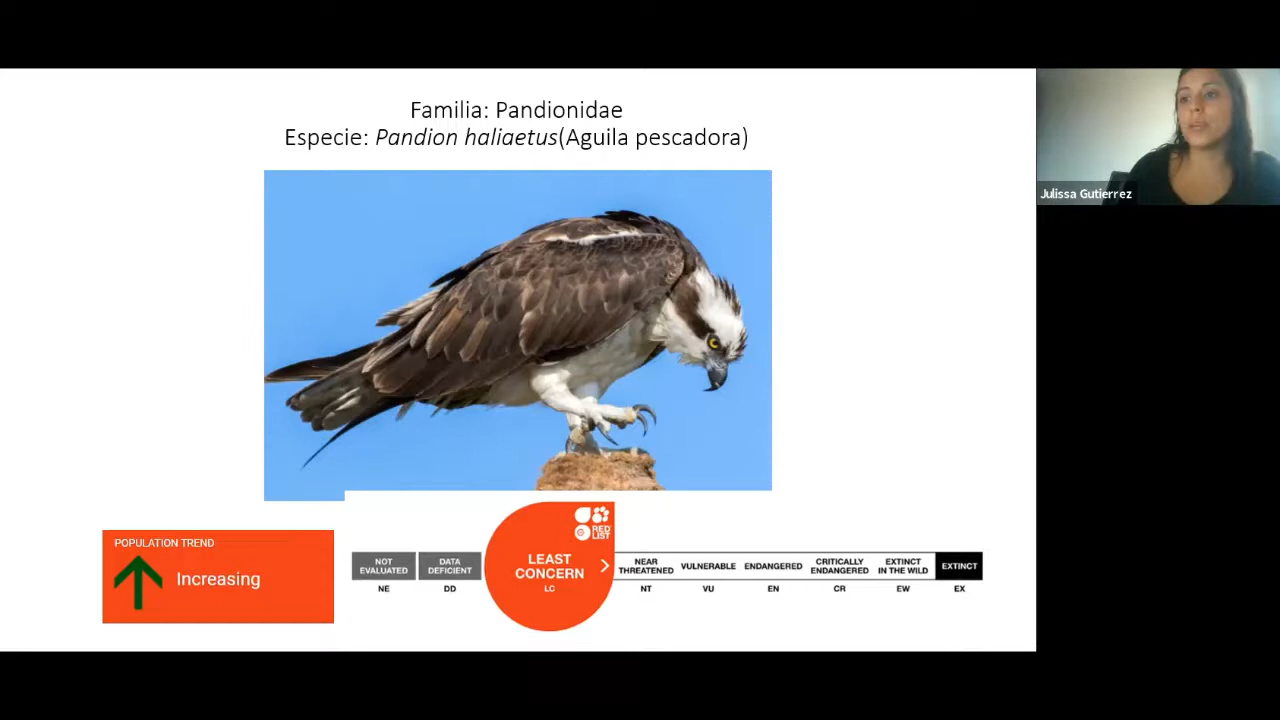 Familia: Pandionidae
Especie: Pandion haliaetus(Aguila pescadora)
Julissa Gutierrez
POPULATION TREND
Increasing
NOT
EVALUATED
NE
DATA
DEFICIENT
DD
RED
LIST
LEAST
CONCERN
LC
NEAR
THREATENED
NT
VULNERABLE
VU
ENDANGERED
EN
CRITICALLY
ENDANGERED
CR
EXTINCT
IN THE WILD
EW
EXTINCT
EX